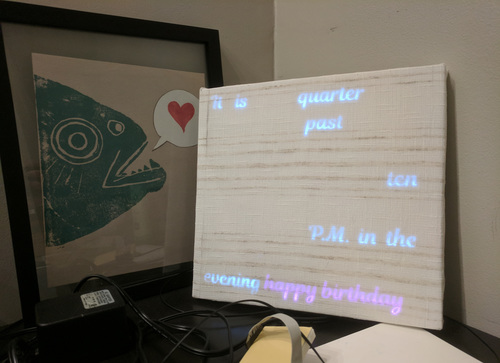 It is quarter
past
ten
P.M. in the
evening happy birthday